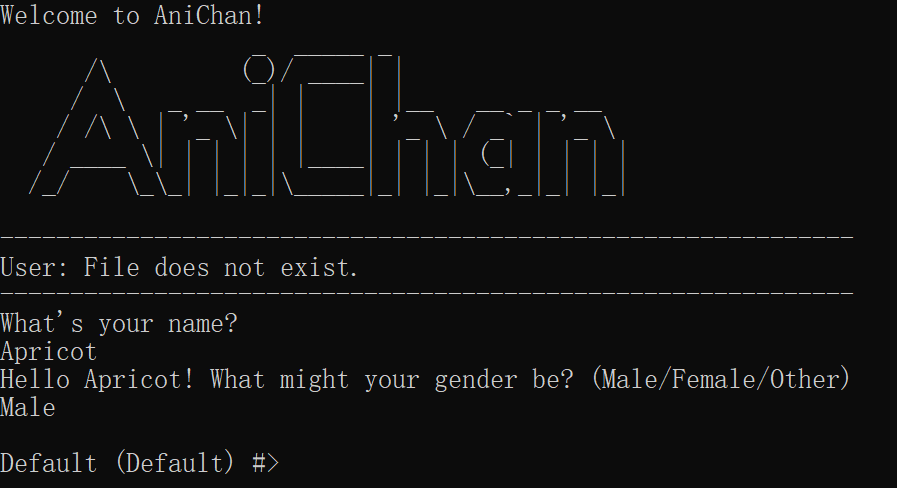 Welcome to AniChan!
AniChan
----------------------------------------------------------------
User: File does not exist.
----------------------------------------------------------------
What's your name?
Apricot
Hello Apricot! What might your gender be? (Male/Female/Other)
Male
Default (Default) #>